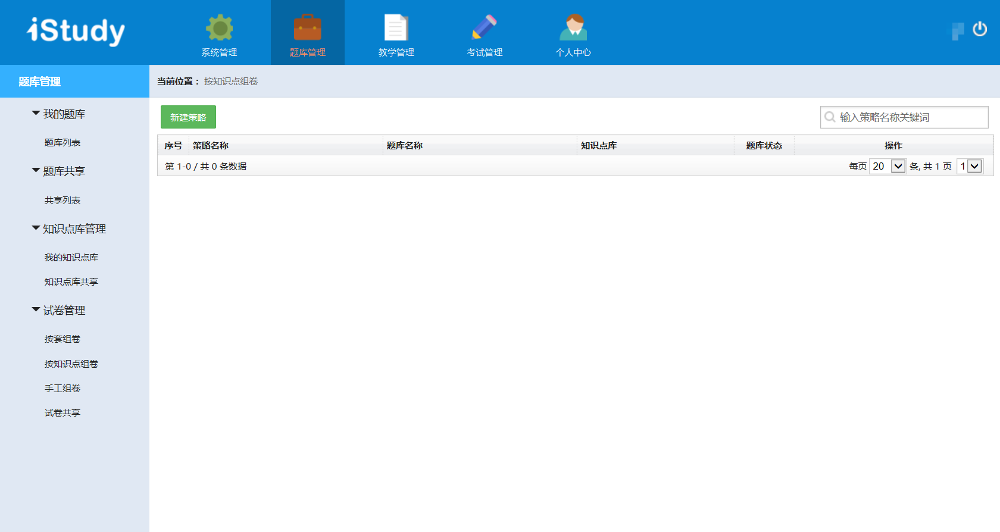 iStudy
系统管理
题库管理
教学管理
考试管理
个人中心
题库管理
当前位置： 按知识点组卷
我的题库
题库列表
题库共享
共享列表
知识点库管理
我的知识点库
知识点库共享
试卷管理
按套组卷
按知识点组卷
手工组卷
试卷共享
新建策略
输入策略名称关键词
序号 策略名称 题库名称 知识点库 题库状态 操作
第 1-0 / 共 0 条数据
每页 20 条, 共 1 页 1